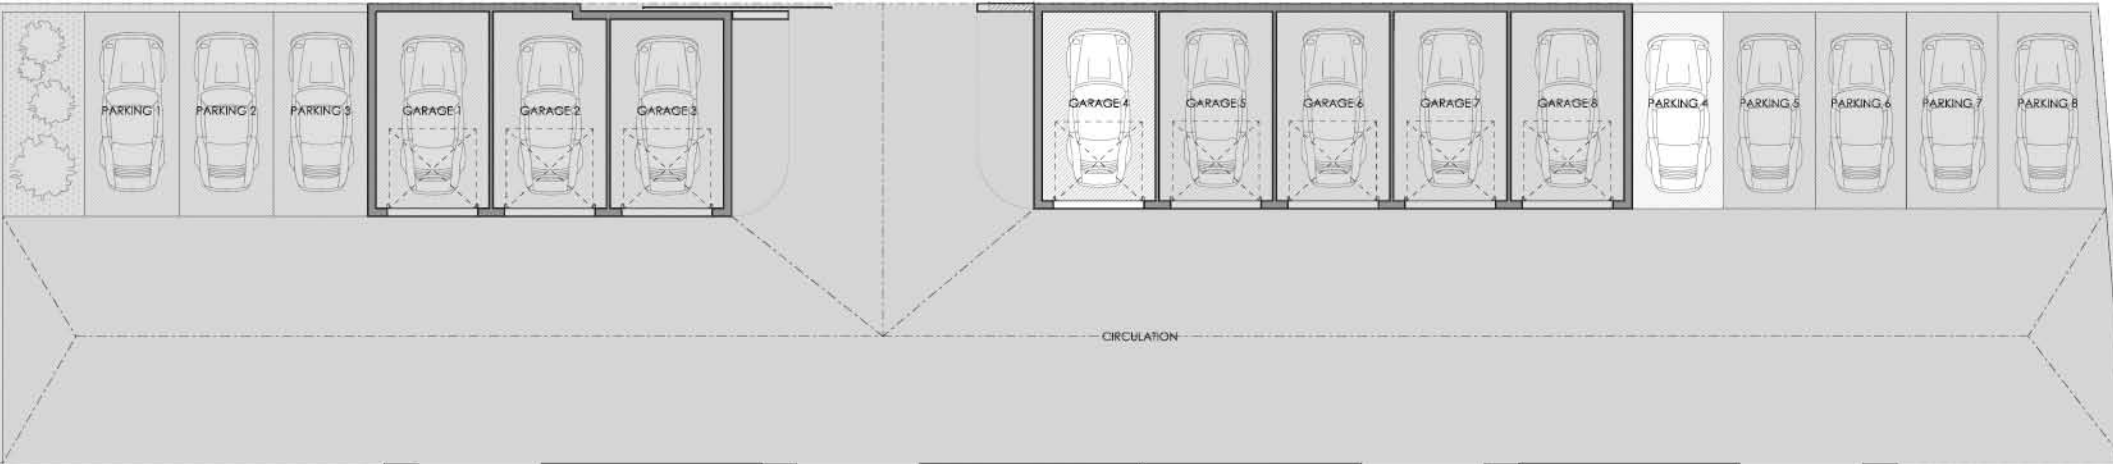 PARKING 1
PARKING 2
PARKING 3
GARAGE 1
GARAGE 2
GARAGE 3
GARAGE 4
GARAGE 5
GARAGE 6
GARAGE 7
GARAGE 8
PARKING 4
PARKING 5
PARKING 6
PARKING 7
PARKING 8
CIRCULATION